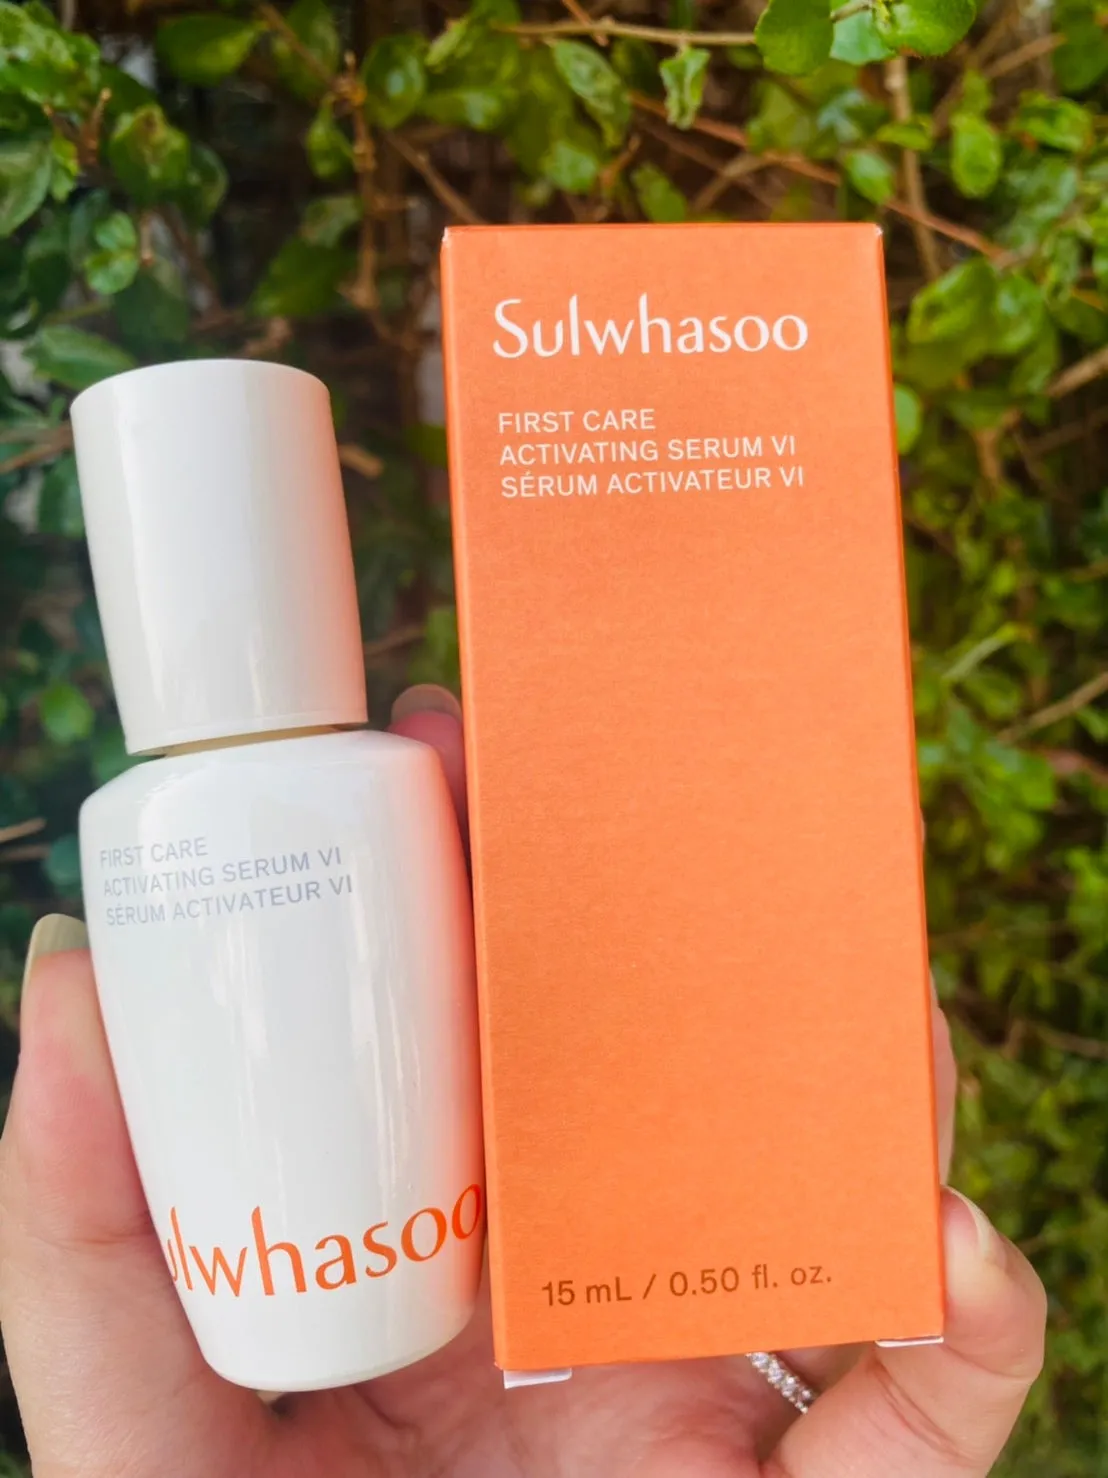 Sulwhasoo
FIRST CARE
ACTIVATING SERUM VI
SÉRUM ACTIVATEUR VI
15 mL / 0.50 fl. oz.
FIRST CARE
ACTIVATING SERUM VI
SÉRUM ACTIVATEUR VI
ulwhasoo